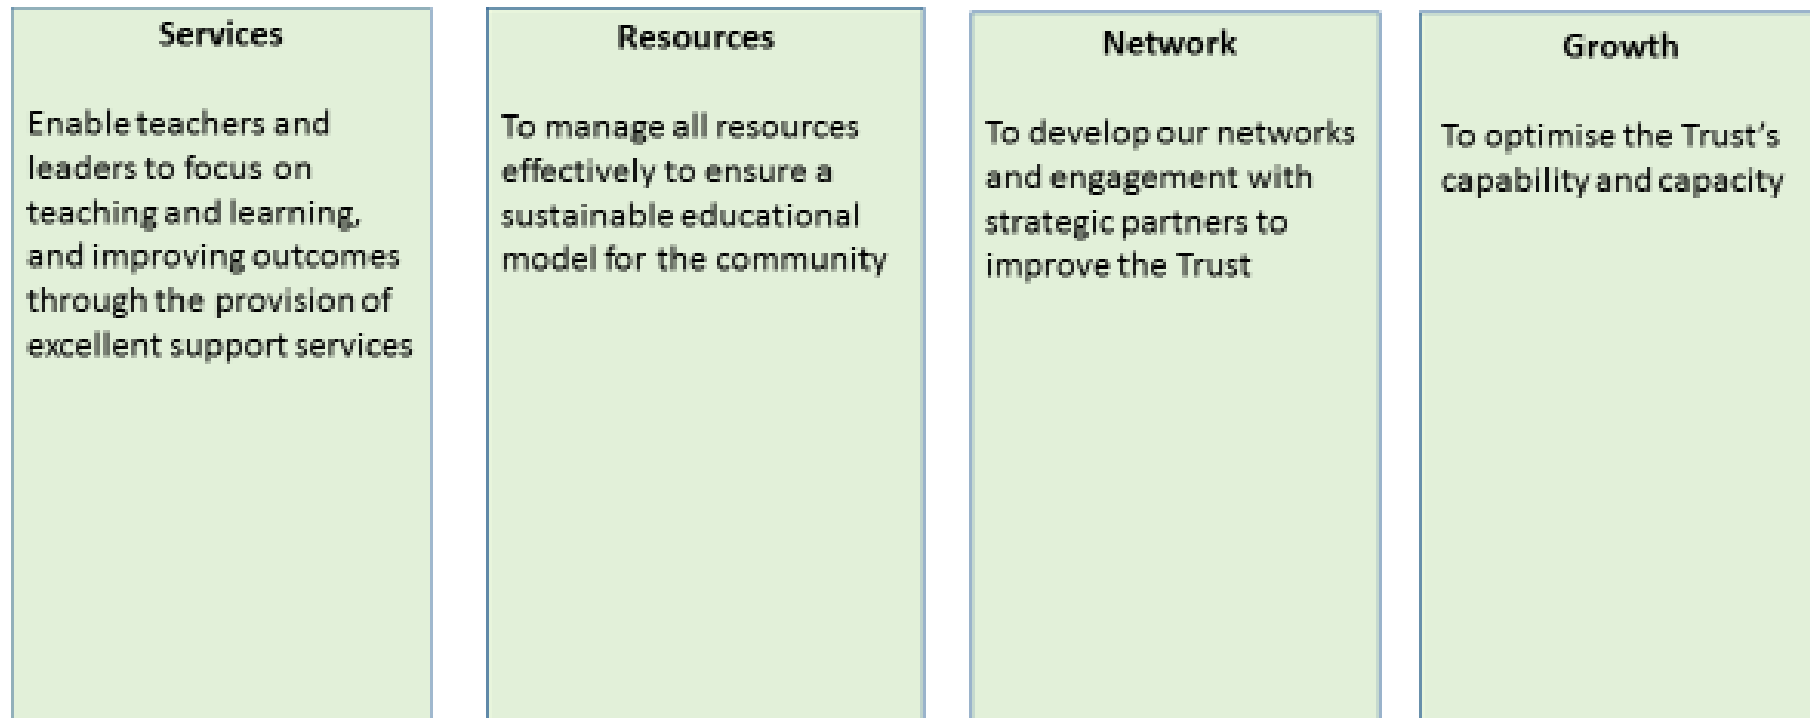 Services
Enable teachers and
leaders to focus on
teaching and learning,
and improving outcomes
through the provision of
excellent support services
Resources
To manage all resources
effectively to ensure a
sustainable educational
model for the community
Network
To develop our networks
and engagement with
strategic partners to
improve the Trust
Growth
To optimise the Trust’s
capability and capacity